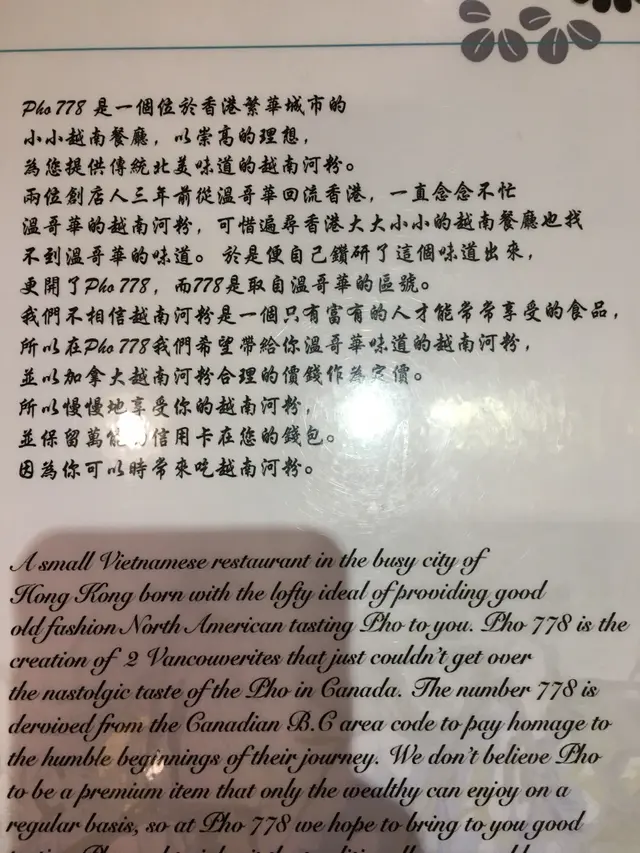 Pho 778 是一個位於香港繁華城市的
小小越南餐廳，以崇高的理想，
為您提供傳統北美味道的越南河粉。
兩位創店人三年前從溫哥華回流香港，一直念念不忙
溫哥華的越南河粉，可惜遍尋香港大大小小的越南餐廳也找
不到溫哥華的味道。於是便自己鑽研了這個味道出來，
更開了Pho 778，而778是取自溫哥華的區號。
我們不相信越南河粉是一個只有富有的人才能常常享受的食品，
所以在Pho 778我們希望帶給你溫哥華味道的越南河粉，
並以加拿大越南河粉合理的價錢作為定價。
所以慢慢地享受你的越南河粉，
並保留萬能信用卡在您的錢包。
因為你可以時常來吃越南河粉。
A small Vietnamese restaurant in the busy city of
Hong Kong born with the lofty ideal of providing good
old fashion North American tasting Pho to you. Pho 778 is the
creation of 2 Vancouverites that just couldn't get over
the nastolgic taste of the Pho in Canada. The number 778 is
dervived from the Canadian B.C area code to pay homage to
the humble beginnings of their journey. We don't believe Pho
to be a premium item that only the wealthy can enjoy on a
regular basis, so at Pho 778 we hope to bring to you good